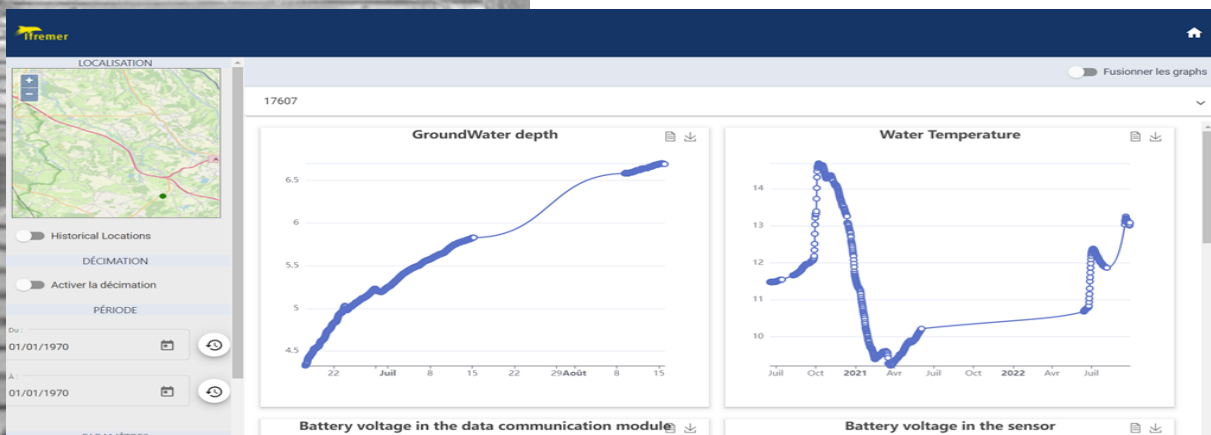 ifremer
LOCALISATION
+
−
Historical Locations
DÉCIMATION
Activer la décimation
PÉRIODE
Du :
01/01/1970
A :
01/01/1970
Fusionner les graphs
17607
GroundWater depth
6.5
6
5.5
5
4.5
22 Juil 8 15 22 29 Août 8 15
Water Temperature
14
13
12
11
10
Juil Oct 2021 Avr Juil Oct 2022 Avr Juil
Battery voltage in the data communication module
Battery voltage in the sensor